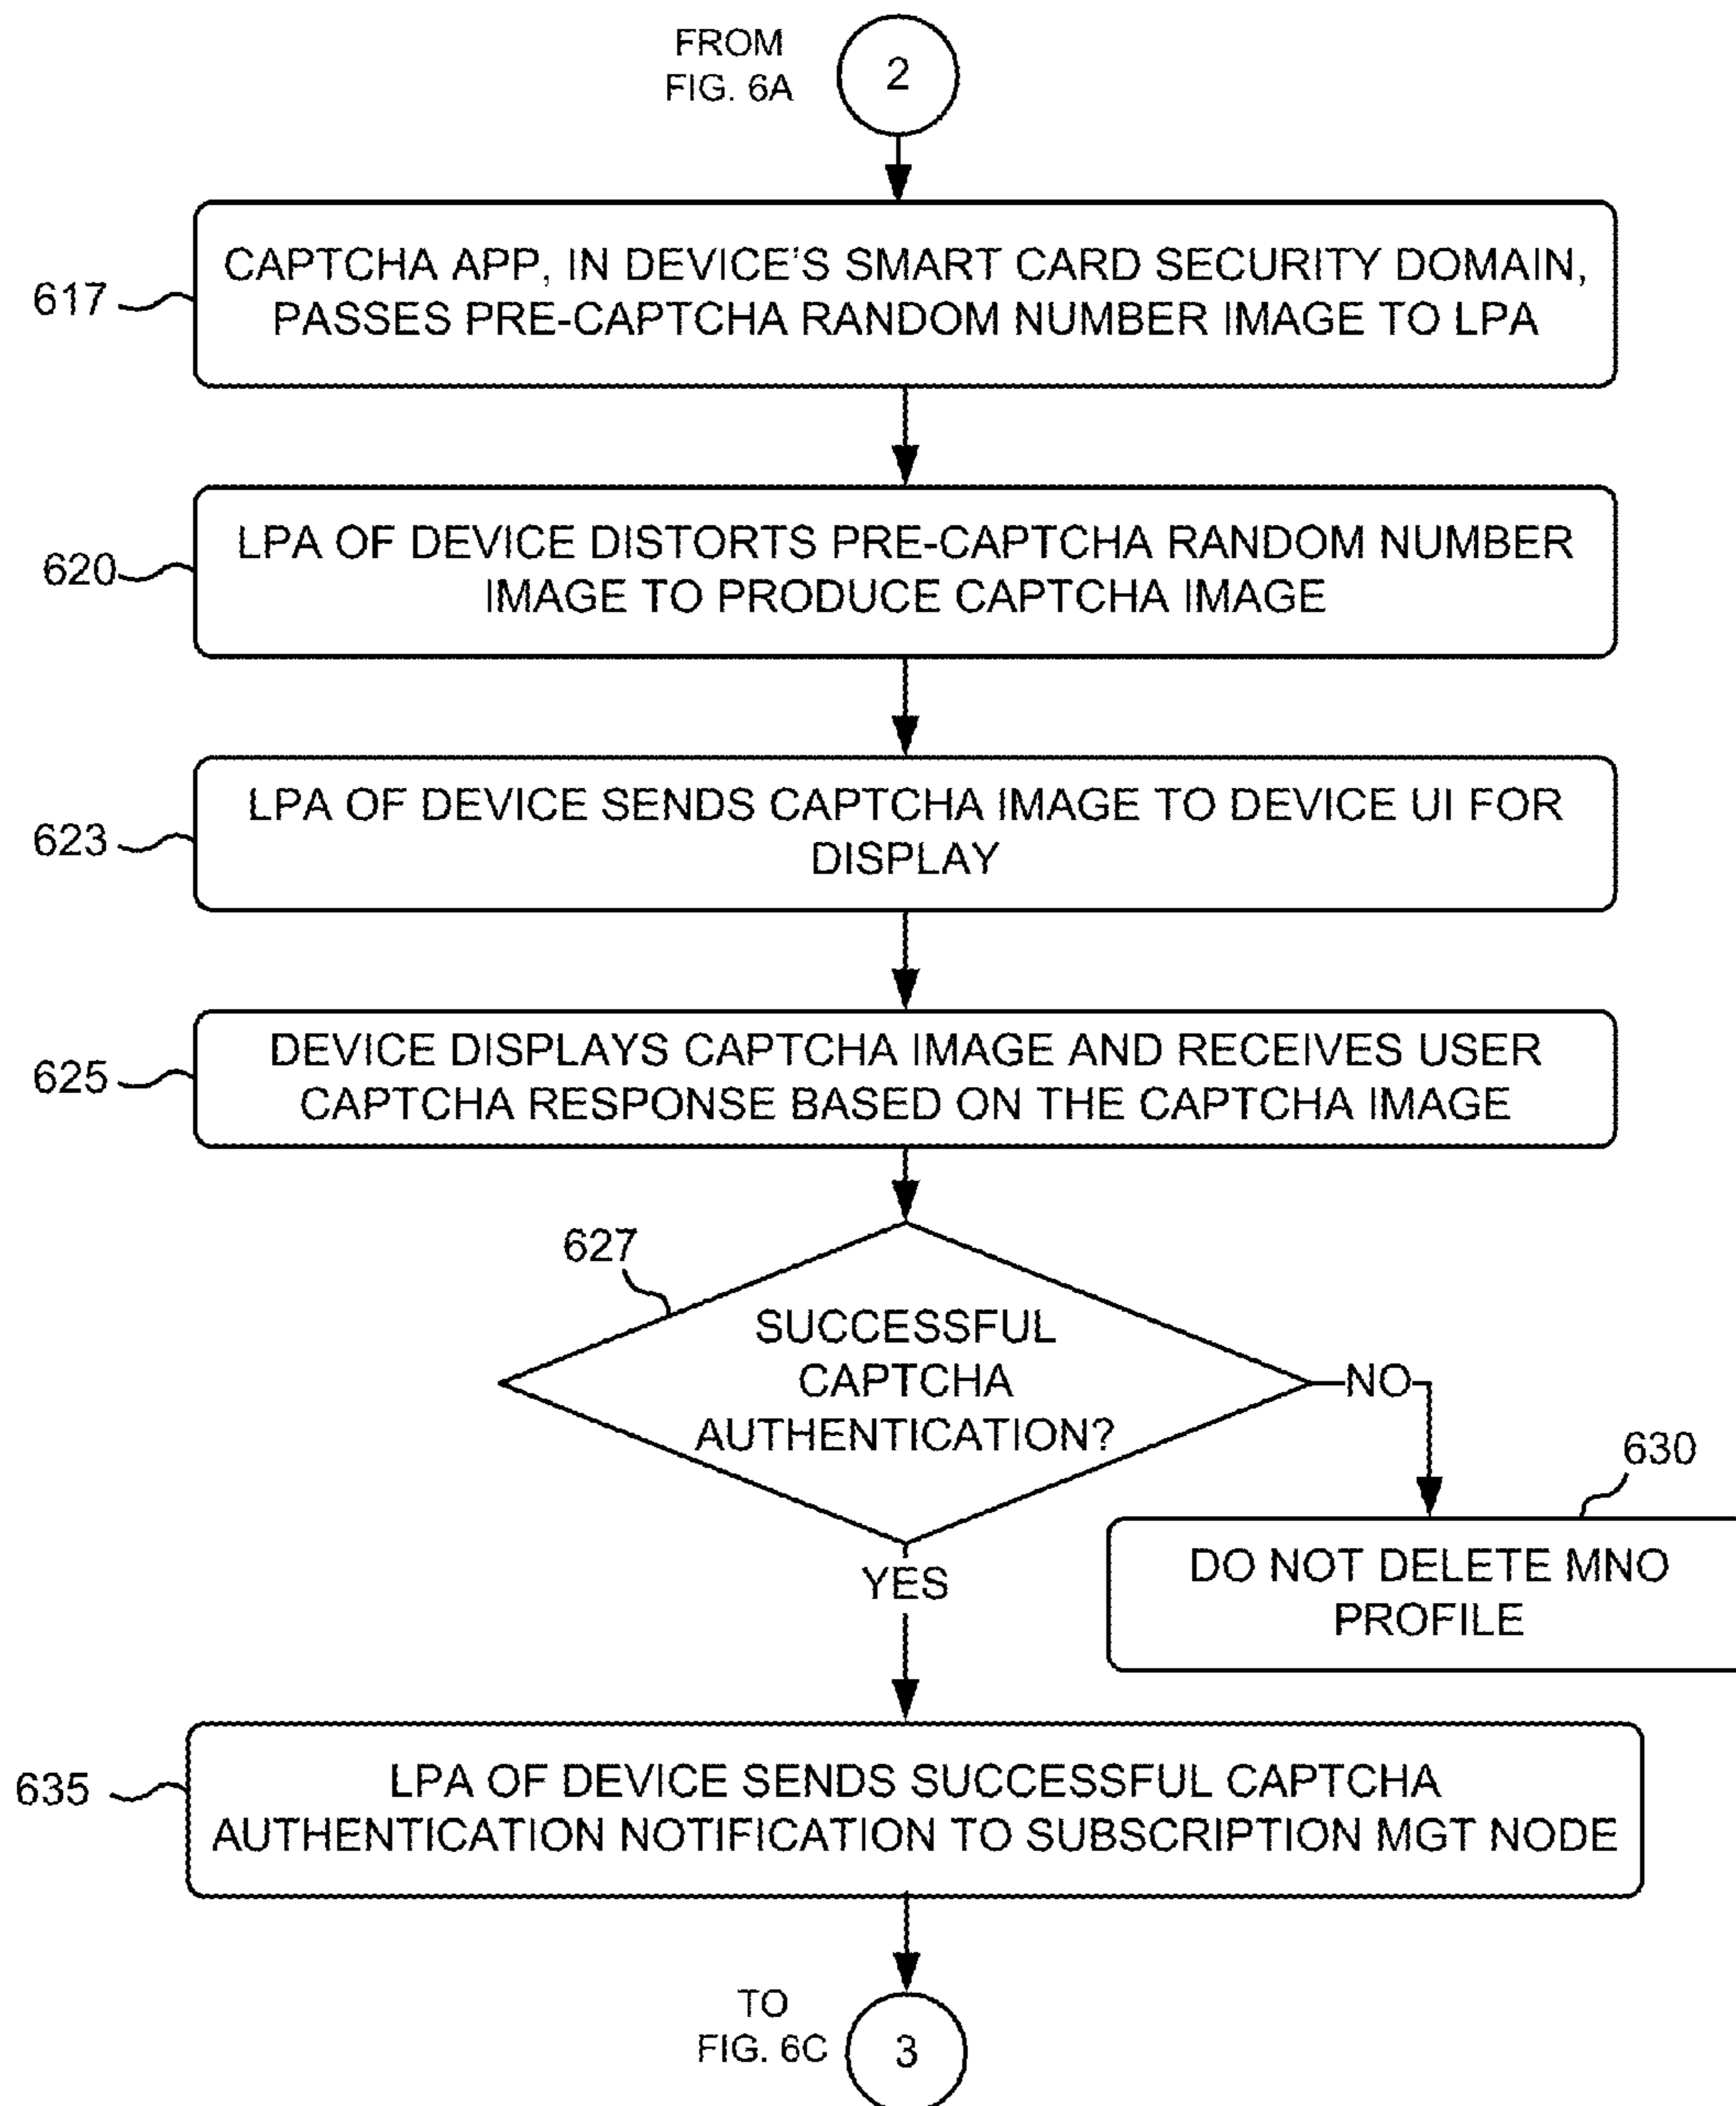 FROM
FIG. 6A
2
617
CAPTCHA APP, IN DEVICE'S SMART CARD SECURITY DOMAIN,
PASSES PRE-CAPTCHA RANDOM NUMBER IMAGE TO LPA
620
LPA OF DEVICE DISTORTS PRE-CAPTCHA RANDOM NUMBER
IMAGE TO PRODUCE CAPTCHA IMAGE
623
LPA OF DEVICE SENDS CAPTCHA IMAGE TO DEVICE UI FOR
DISPLAY
625
DEVICE DISPLAYS CAPTCHA IMAGE AND RECEIVES USER
CAPTCHA RESPONSE BASED ON THE CAPTCHA IMAGE
627
SUCCESSFUL
CAPTCHA
AUTHENTICATION?
NO
630
DO NOT DELETE MNO
PROFILE
YES
635
LPA OF DEVICE SENDS SUCCESSFUL CAPTCHA
AUTHENTICATION NOTIFICATION TO SUBSCRIPTION MGT NODE
TO
FIG. 6C
3